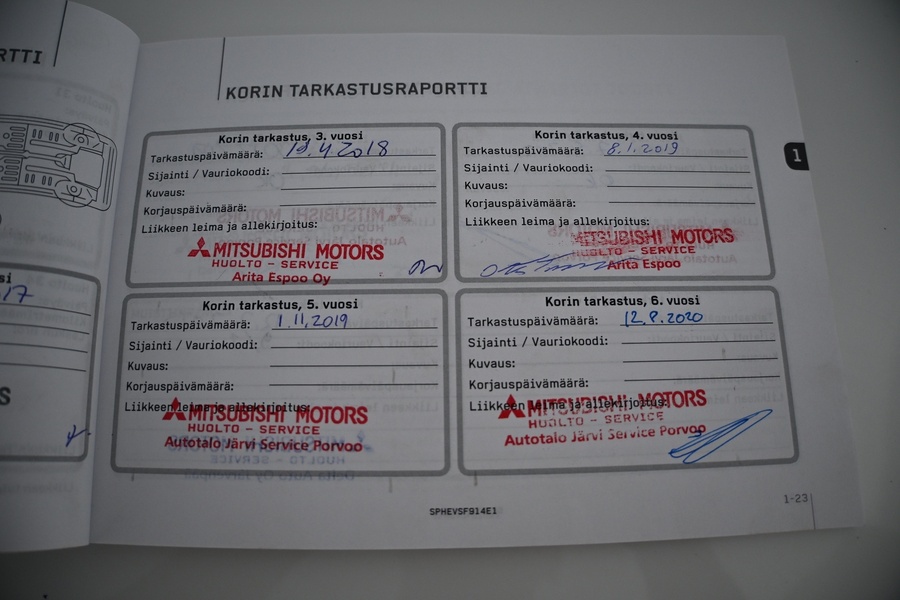 RTTI
si
17
S
KORIN TARKASTUSRAPORTTI
1
Korin tarkastus, 3. vuosi
Tarkastuspäivämäärä: 19.4.2018
Sijainti / Vauriokoodi:
Kuvaus:
Korjauspäivämäärä:
Liikkeen leima ja allekirjoitus:
MITSUBISHI MOTORS
HUOLTO - SERVICE
Arita Espoo Oy
Korin tarkastus, 4. vuosi
Tarkastuspäivämäärä: 8.1.2019
Sijainti / Vauriokoodi:
Kuvaus:
Korjauspäivämäärä:
Liikkeen leima ja allekirjoitus:
MITSUBISHI MOTORS
HUOLTO - SERVICE
Arita Espoo
Korin tarkastus, 5. vuosi
Tarkastuspäivämäärä: 1.11.2019
Sijainti / Vauriokoodi:
Kuvaus:
Korjauspäivämäärä:
Liikkeen leima ja allekirjoitus:
MITSUBISHI MOTORS
HUOLTO - SERVICE
Autotalo Järvi Service Porvoo
Korin tarkastus, 6. vuosi
Tarkastuspäivämäärä: 12.8.2020
Sijainti / Vauriokoodi:
Kuvaus:
Korjauspäivämäärä:
Liikkeen leima ja allekirjoitus:
MITSUBISHI MOTORS
HUOLTO - SERVICE
Autotalo Järvi Service Porvoo
SPHEVSF914E1
1-23